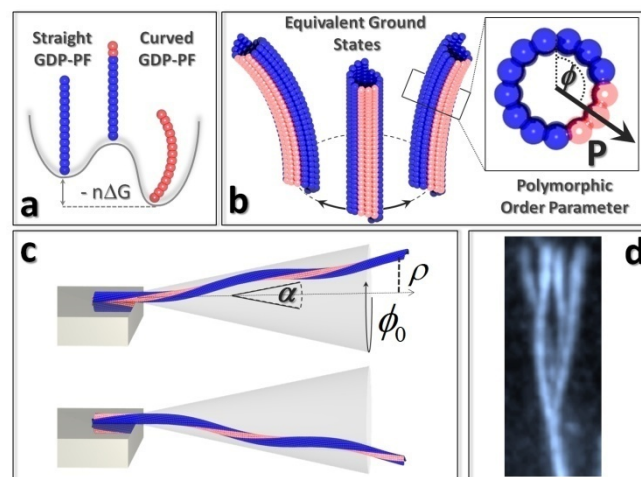 Straight
GDP-PF
Curved
GDP-PF
- nΔG
a
Equivalent Ground
States
b
ϕ
P
Polymorphic
Order Parameter
c
α
ρ
ϕ0
d